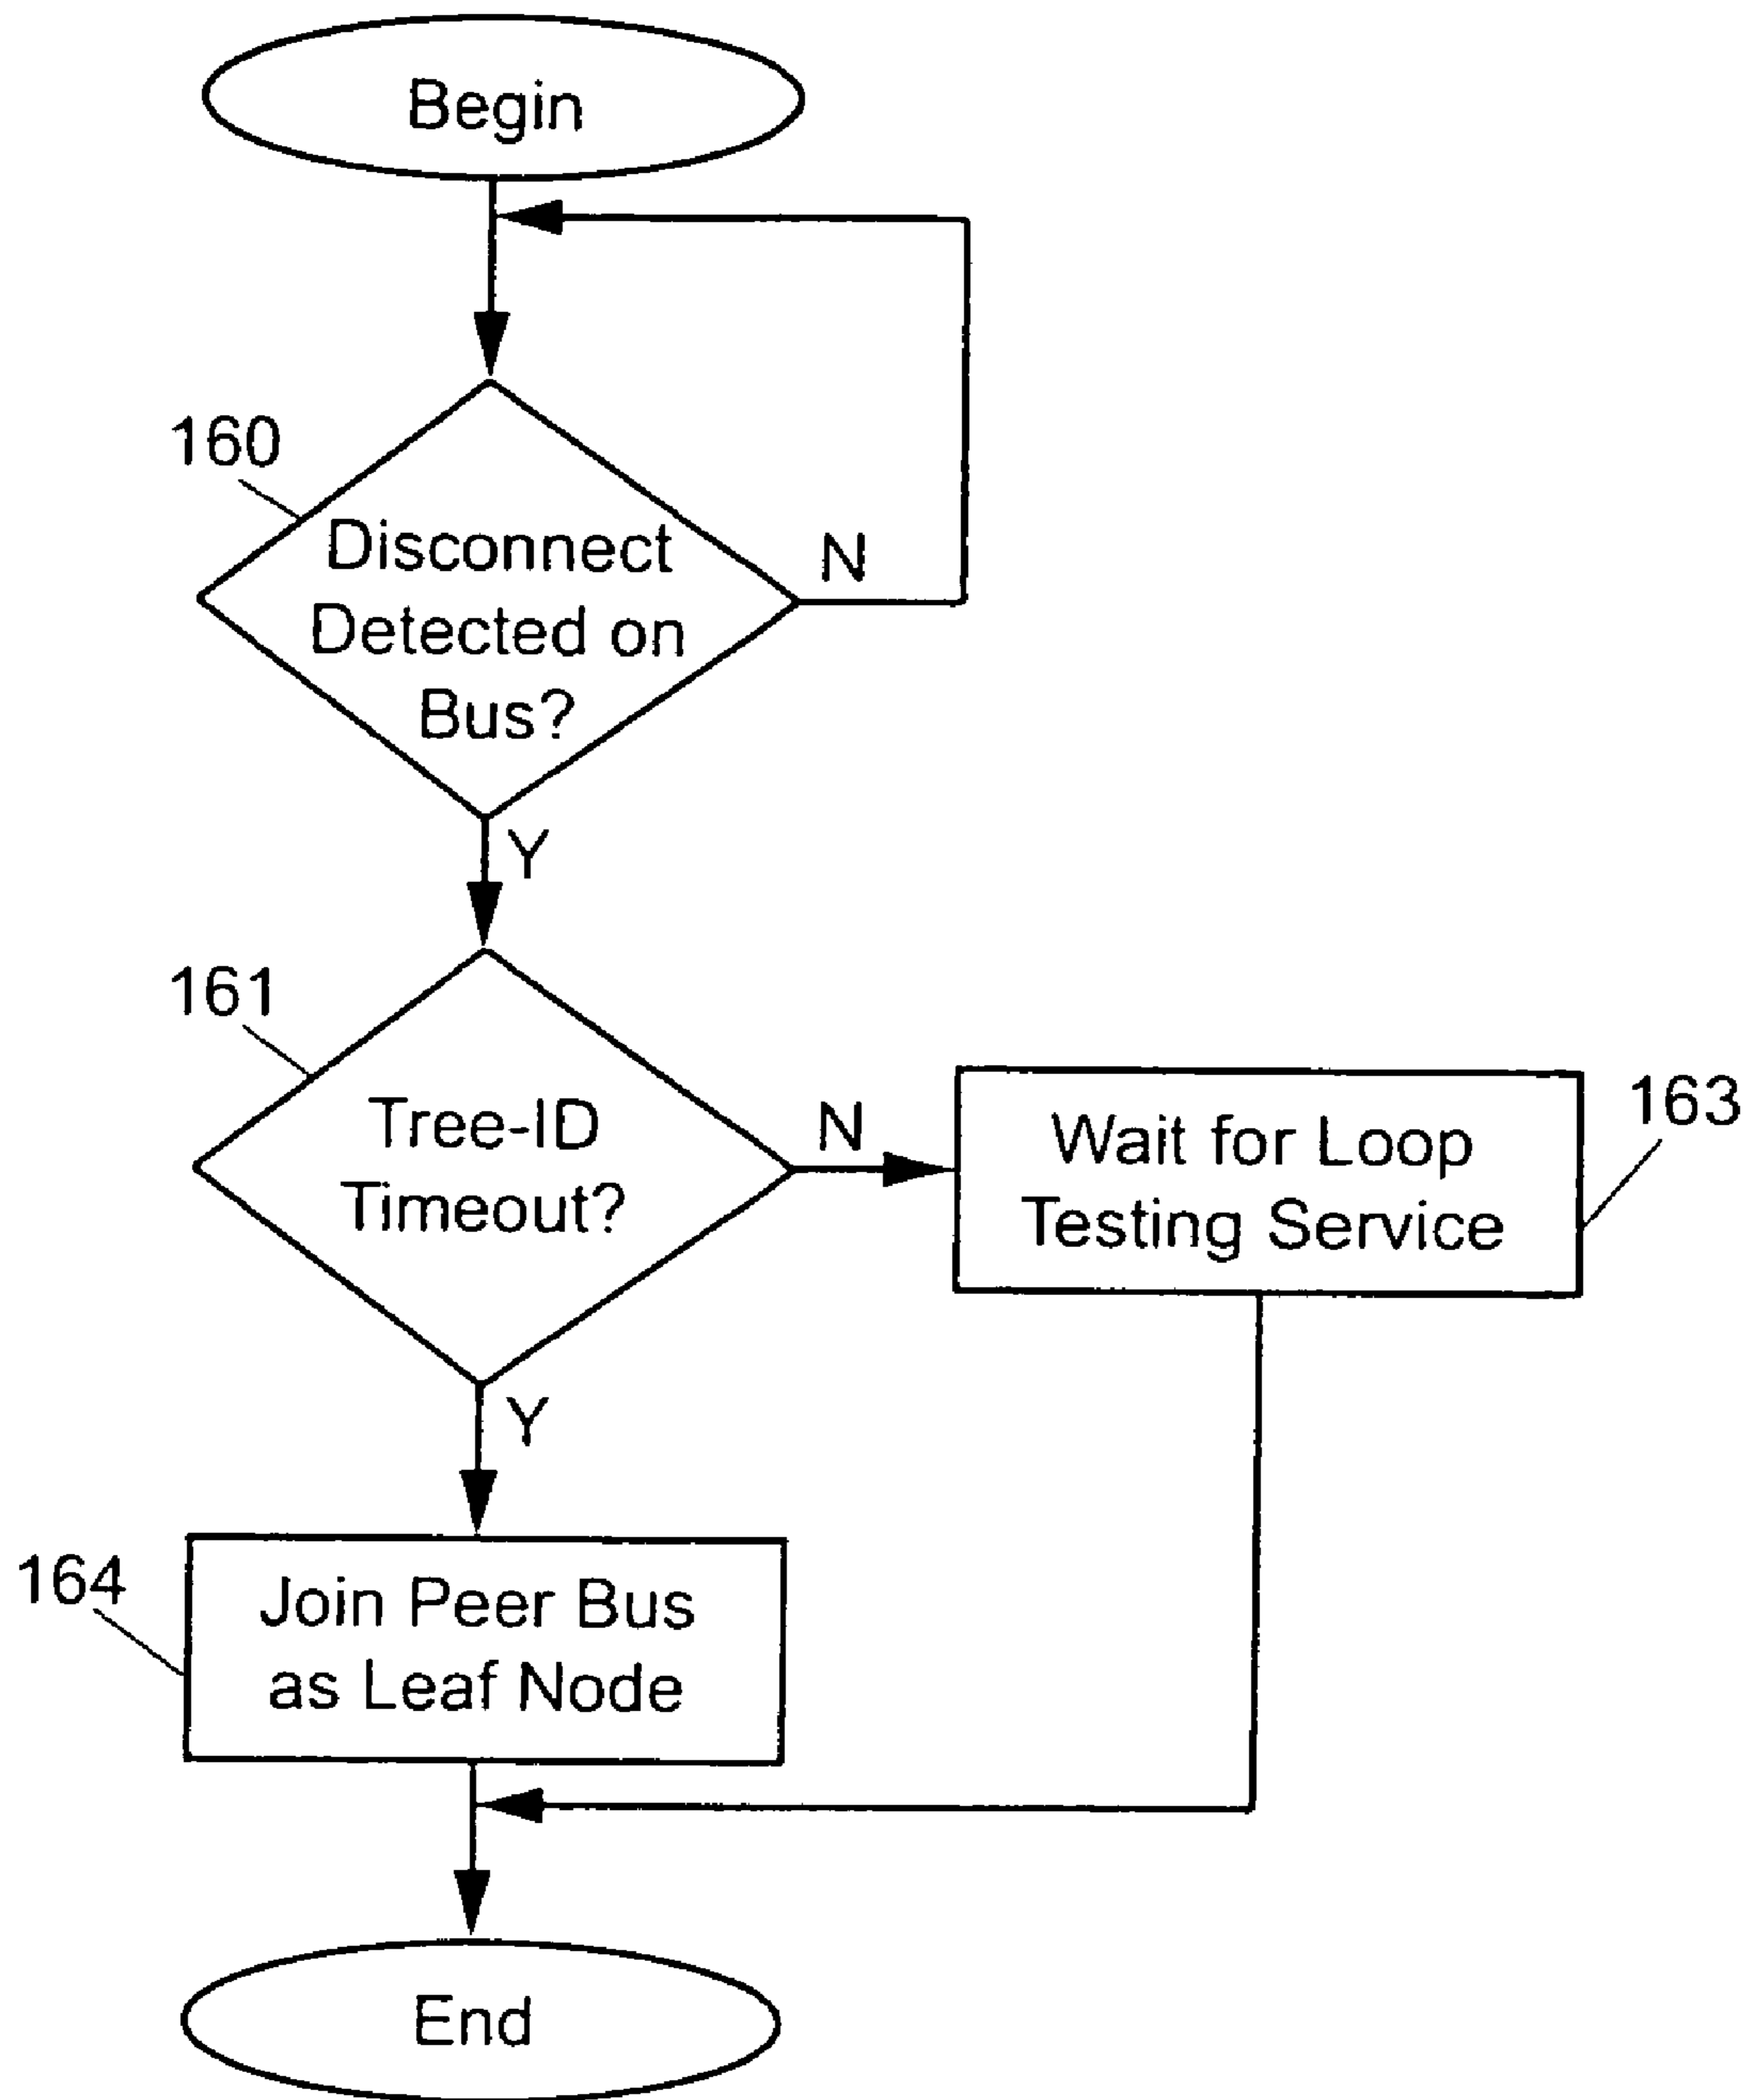 Begin
160
Disconnect
Detected on
Bus?
N
Y
161
Tree-ID
Timeout?
N
Wait for Loop
Testing Service
163
Y
164
Join Peer Bus
as Leaf Node
End